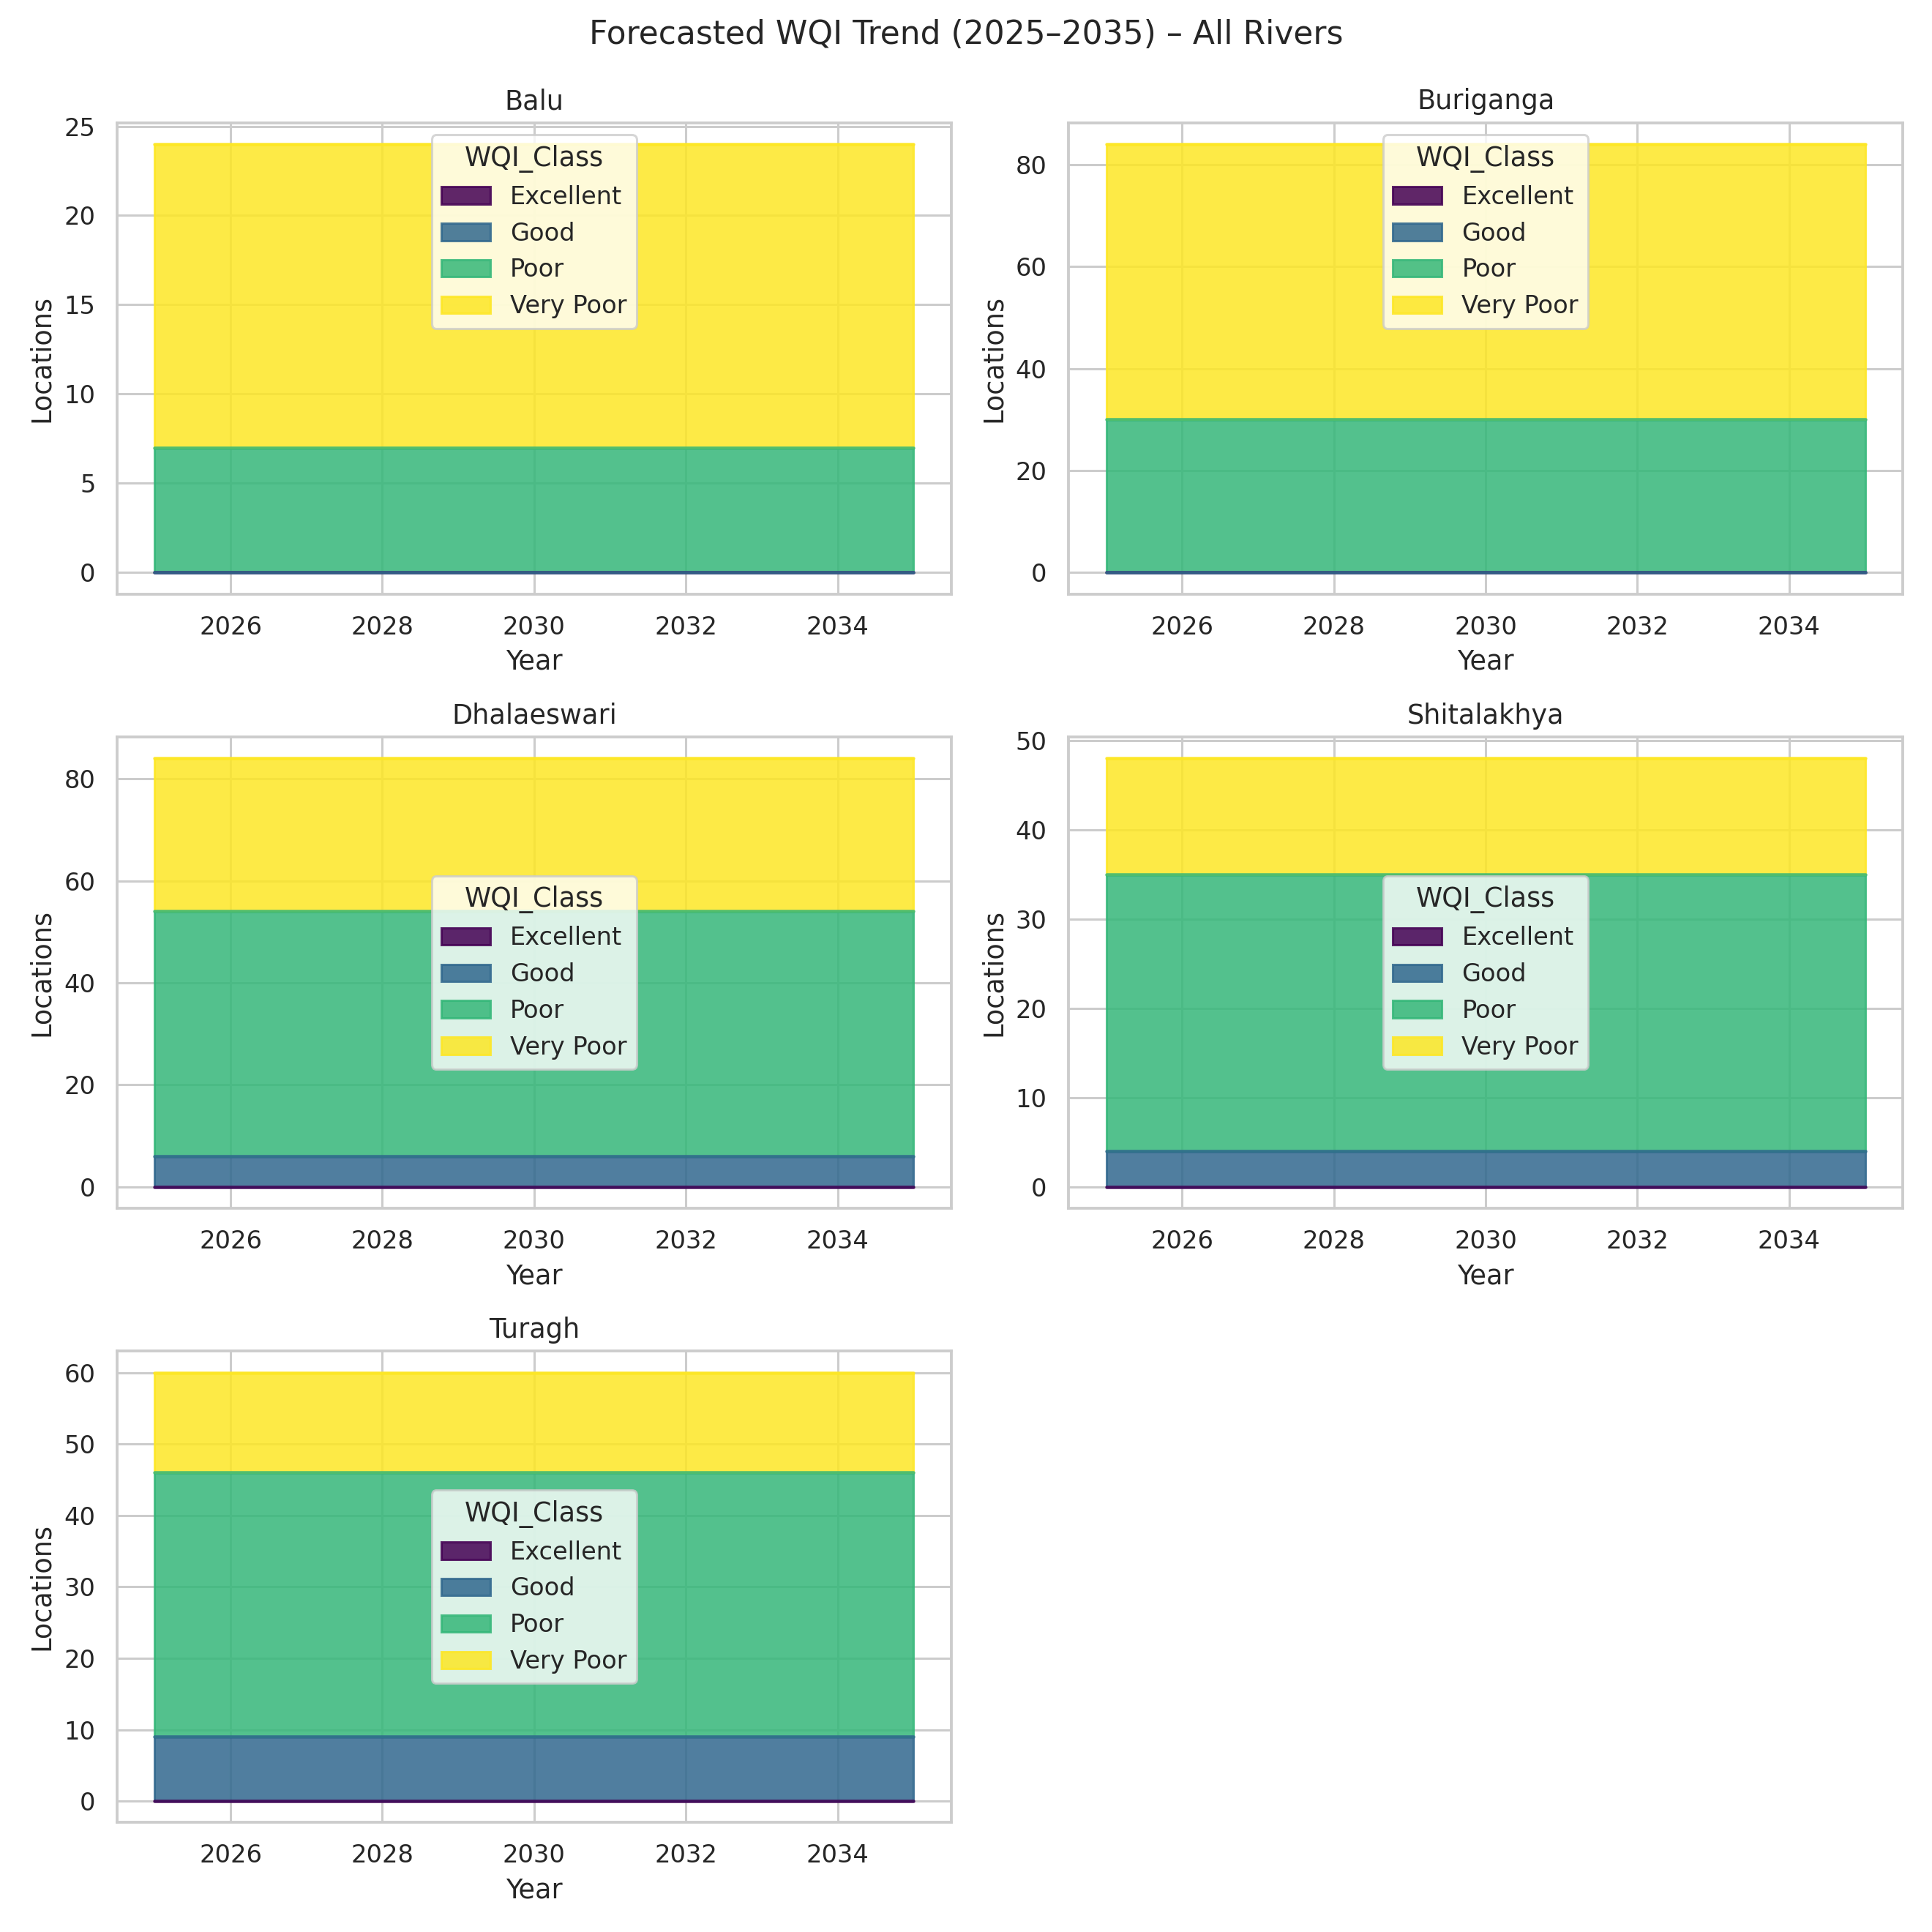 Forecasted WQI Trend (2025–2035) – All Rivers
Balu
25
20
15
10
5
0
Locations
WQI_Class
Excellent
Good
Poor
Very Poor
2026 2028 2030 2032 2034
Year
Buriganga
80
60
40
20
0
Locations
WQI_Class
Excellent
Good
Poor
Very Poor
2026 2028 2030 2032 2034
Year
Dhalaeswari
80
60
40
20
0
Locations
WQI_Class
Excellent
Good
Poor
Very Poor
2026 2028 2030 2032 2034
Year
Shitalakhya
50
40
30
20
10
0
Locations
WQI_Class
Excellent
Good
Poor
Very Poor
2026 2028 2030 2032 2034
Year
Turagh
60
50
40
30
20
10
0
Locations
WQI_Class
Excellent
Good
Poor
Very Poor
2026 2028 2030 2032 2034
Year